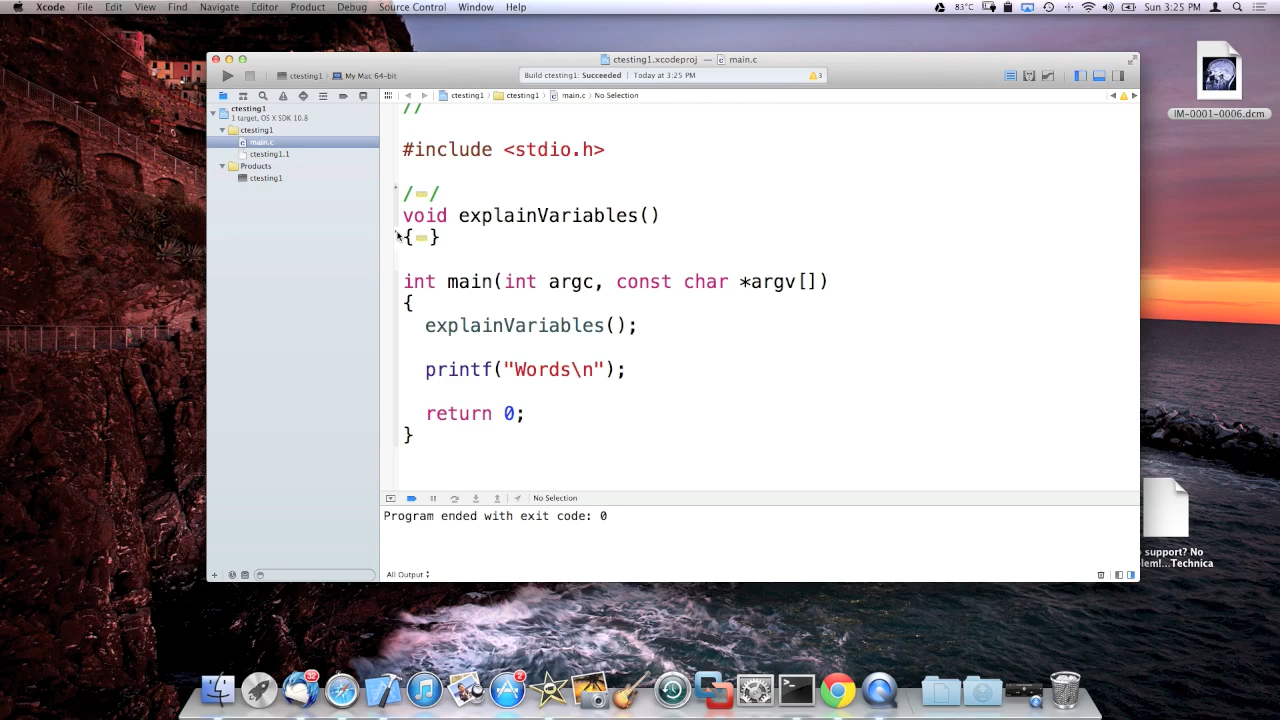 Xcode File Edit View Find Navigate Editor Product Debug Source Control Window Help
83°C Sun 3:25 PM
ctesting1.xcodeproj — main.c
ctesting1 My Mac 64-bit
Build ctesting1: Succeeded Today at 3:25 PM 3
ctesting1 ctesting1 main.c No Selection
ctesting1
1 target, OS X SDK 10.8
ctesting1
main.c
ctesting1.1
Products
ctesting1
//
#include <stdio.h>
/ /
void explainVariables()
{ }
int main(int argc, const char *argv[])
{
explainVariables();
printf("Words\n");
return 0;
}
No Selection
Program ended with exit code: 0
All Output
IM-0001-0006.dcm
support? No
lem!...Technica
32
2